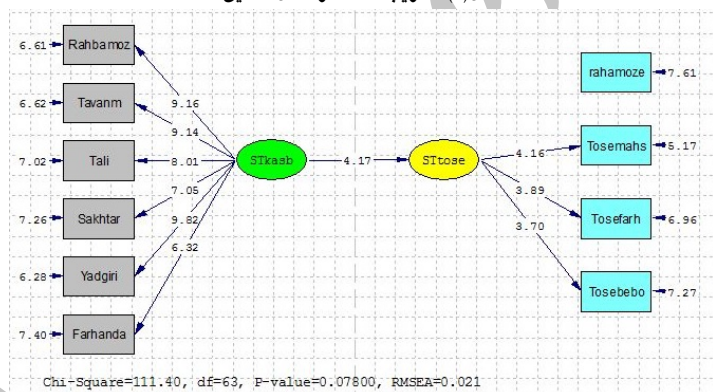 6.61 Rahbamoz
9.16
rahamoze 7.61
6.62 Tavanm
9.14
7.02 Tali
8.01
STkasb
4.17
STtose
4.16
Tosemahs 5.17
7.26 Sakhtar
7.05
3.89
Tosefarh 6.96
9.82
3.70
6.28 Yadgiri
6.32
Tosebebo 7.27
7.40 Farhanda
Chi-Square=111.40, df=63, P-value=0.07800, RMSEA=0.021